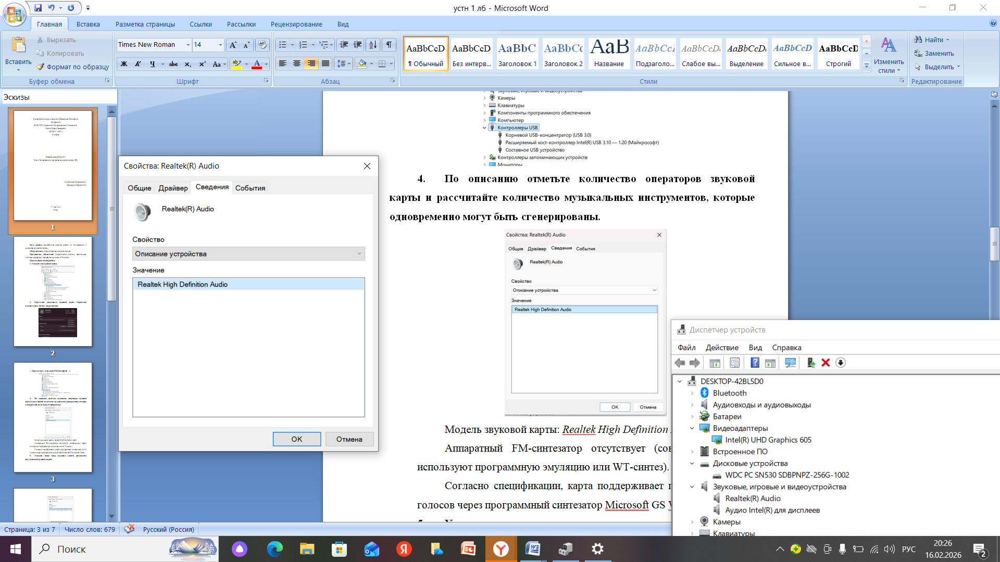 устн 1 лб - Microsoft Word
Главная
Вставка
Разметка страницы
Ссылки
Рассылки
Рецензирование
Вид
Вставить
Вырезать
Копировать
Формат по образцу
Буфер обмена
Times New Roman
14
Шрифт
Абзац
AaBbCcDc
¶ Обычный
AaBbCcDc
Без интерв...
AaBbC
Заголовок 1
AaBbCc
Заголовок 2
AaB
Название
AaBbCcI
Подзаголо...
AaBbCcDc
Слабое вы...
AaBbCcDc
Выделение
AaBbCcD
Сильное в...
AaBbCcD
Строгий
Стили
Изменить стили
Найти
Заменить
Выделить
Редактирование
Эскизы
1
2
3
Свойства: Realtek(R) Audio
Общие
Драйвер
Сведения
События
Realtek(R) Audio
Свойство
Описание устройства
Значение
Realtek High Definition Audio
OK
Отмена
Звуковые, игровые и видеоустройства
Камеры
Клавиатуры
Компоненты программного обеспечения
Компьютер
Контроллеры USB
Корневой USB-концентратор (USB 3.0)
Расширяемый хост-контроллер Intel(R) USB 3.10 — 1.20 (Майкрософт)
Составное USB устройство
Контроллеры запоминающих устройств
Мониторы
4. По описанию отметьте количество операторов звуковой
карты и рассчитайте количество музыкальных инструментов, которые
одновременно могут быть сгенерированы.
Свойства: Realtek(R) Audio
Общие
Драйвер
Сведения
События
Realtek(R) Audio
Свойство
Описание устройства
Значение
Realtek High Definition Audio
OK
Отмена
Модель звуковой карты: Realtek High Definition
Аппаратный FM-синтезатор отсутствует
используют программную эмуляцию или WT-синтез).
Согласно спецификации, карта поддерживает
голосов через программный синтезатор Microsoft GS
Диспетчер устройств
Файл
Действие
Вид
Справка
DESKTOP-42BL5D0
Bluetooth
Аудиовходы и аудиовыходы
Батареи
Видеоадаптеры
Intel(R) UHD Graphics 605
Встроенное ПО
Дисковые устройства
WDC PC SN530 SDBPNPZ-256G-1002
Звуковые, игровые и видеоустройства
Realtek(R) Audio
Аудио Intel(R) для дисплеев
Камеры
Клавиатуры
Страница: 3 из 7
Число слов: 679
Русский (Россия)
Поиск
РУС
20:26
16.02.2026
2